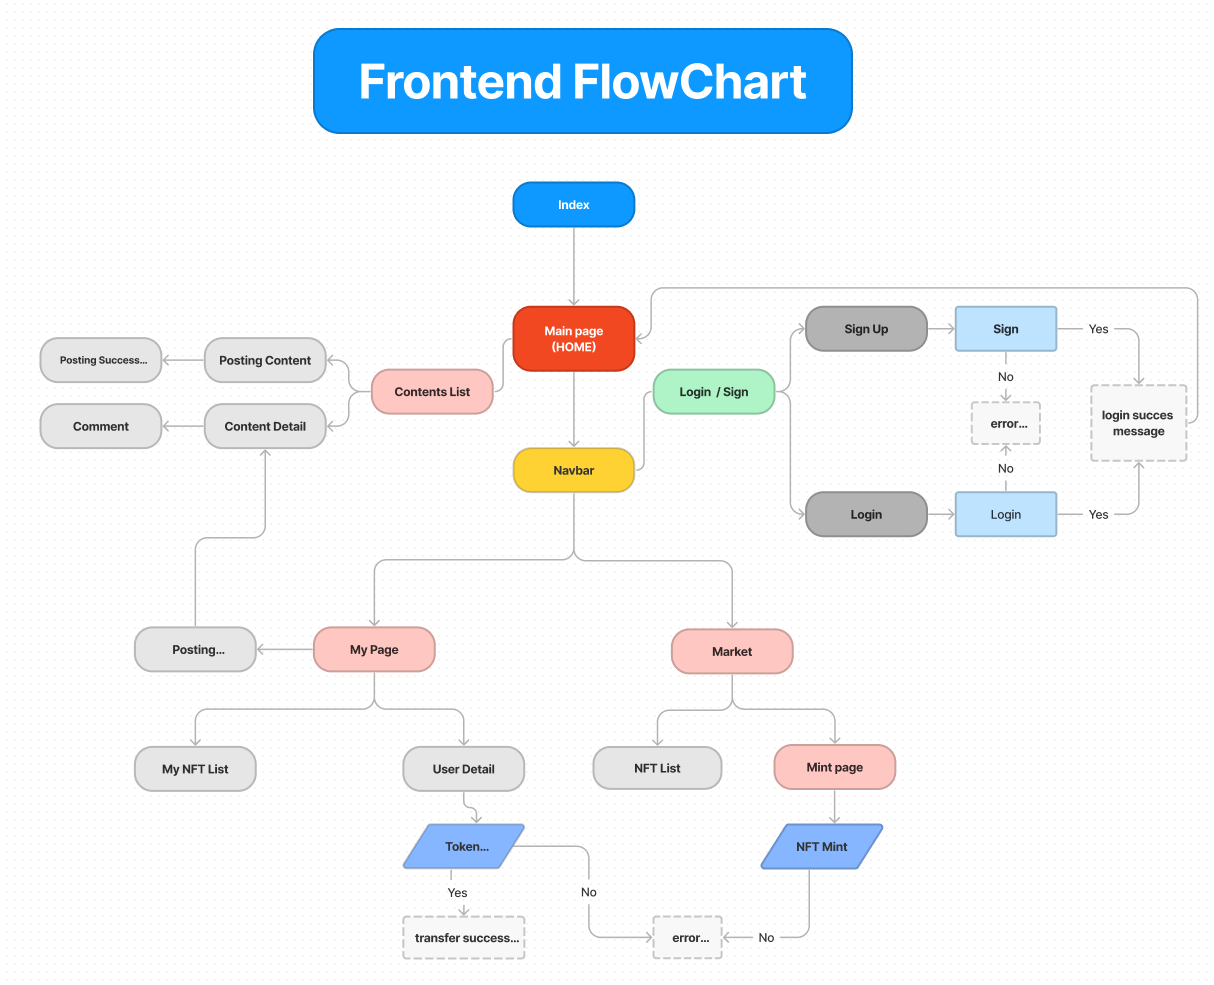 Frontend FlowChart
Index
Main page
(HOME)
Sign Up
Sign
Yes
Posting Success...
Posting Content
Contents List
Login / Sign
No
login succes
message
Comment
Content Detail
error...
Navbar
No
Login
Login
Yes
Posting...
My Page
Market
My NFT List
User Detail
NFT List
Mint page
Token...
NFT Mint
Yes
No
transfer success...
error...
No